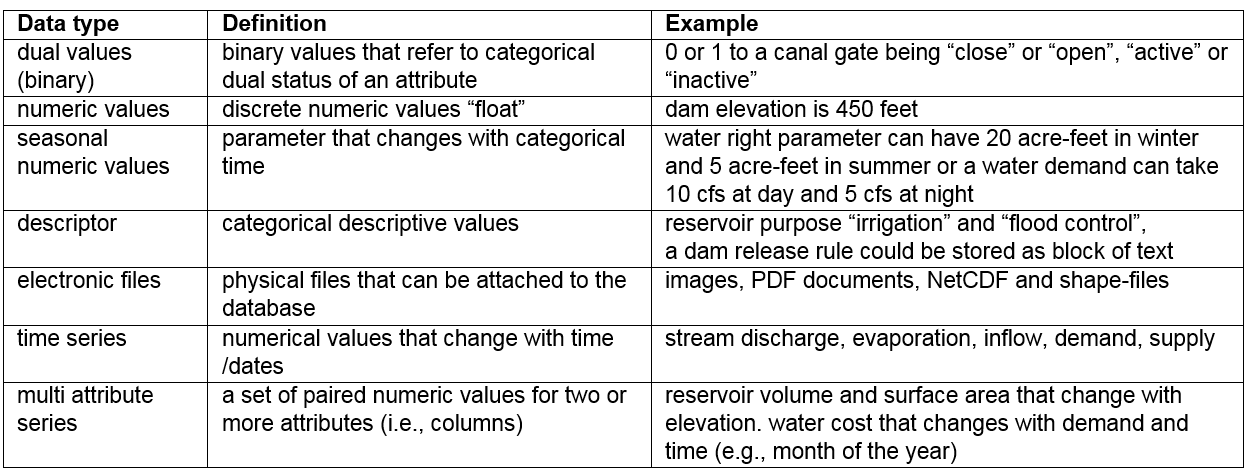 Data type Definition Example
dual values binary values that refer to categorical 0 or 1 to a canal gate being “close” or “open”, “active” or
(binary) dual status of an attribute “inactive”
numeric values discrete numeric values “float” dam elevation is 450 feet
seasonal parameter that changes with categorical water right parameter can have 20 acre-feet in winter
numeric values time and 5 acre-feet in summer or a water demand can take
10 cfs at day and 5 cfs at night
descriptor categorical descriptive values reservoir purpose “irrigation” and “flood control”,
a dam release rule could be stored as block of text
electronic files physical files that can be attached to the images, PDF documents, NetCDF and shape-files
database
time series numerical values that change with time stream discharge, evaporation, inflow, demand, supply
/dates
multi attribute a set of paired numeric values for two or reservoir volume and surface area that change with
series more attributes (i.e., columns) elevation. water cost that changes with demand and
time (e.g., month of the year)